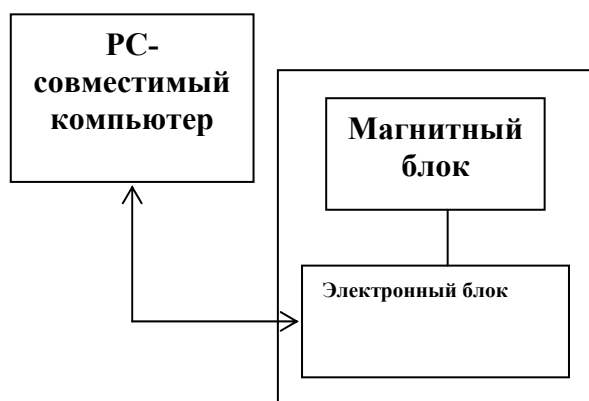 PC-
совместимый
компьютер
Магнитный
блок
Электронный блок